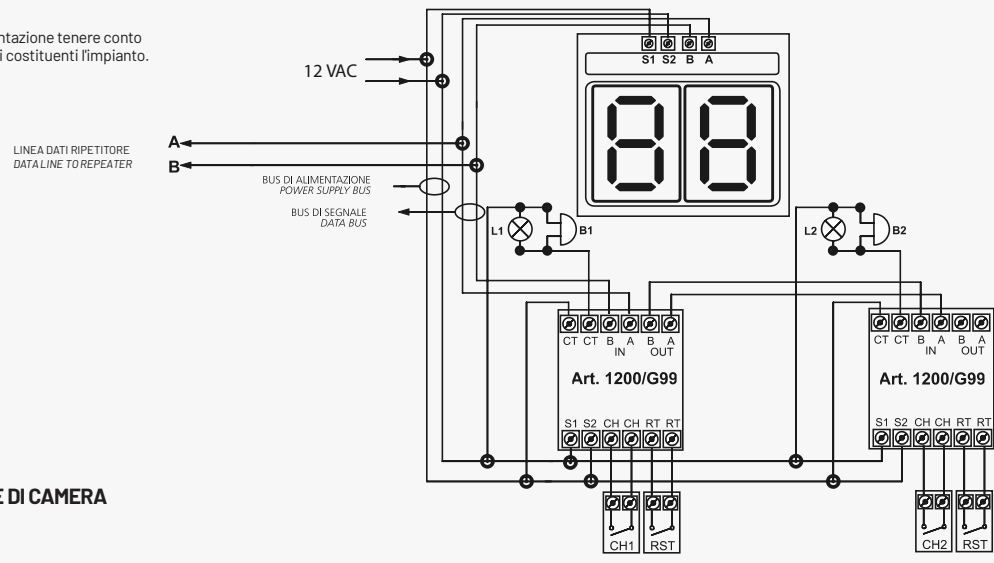 ntazione tenere conto
i costituenti l'impianto.
12 VAC
S1 S2 B A
A
LINEA DATI RIPETITORE
DATA LINE TO REPEATER
B
BUS DI ALIMENTAZIONE
POWER SUPPLY BUS
BUS DI SEGNALE
DATA BUS
L1 B1
L2 B2
CT CT B A B A
IN OUT
Art. 1200/G99
S1 S2 CH CH RT RT
CT CT B A B A
IN OUT
Art. 1200/G99
S1 S2 CH CH RT RT
E DI CAMERA
CH1 RST
CH2 RST